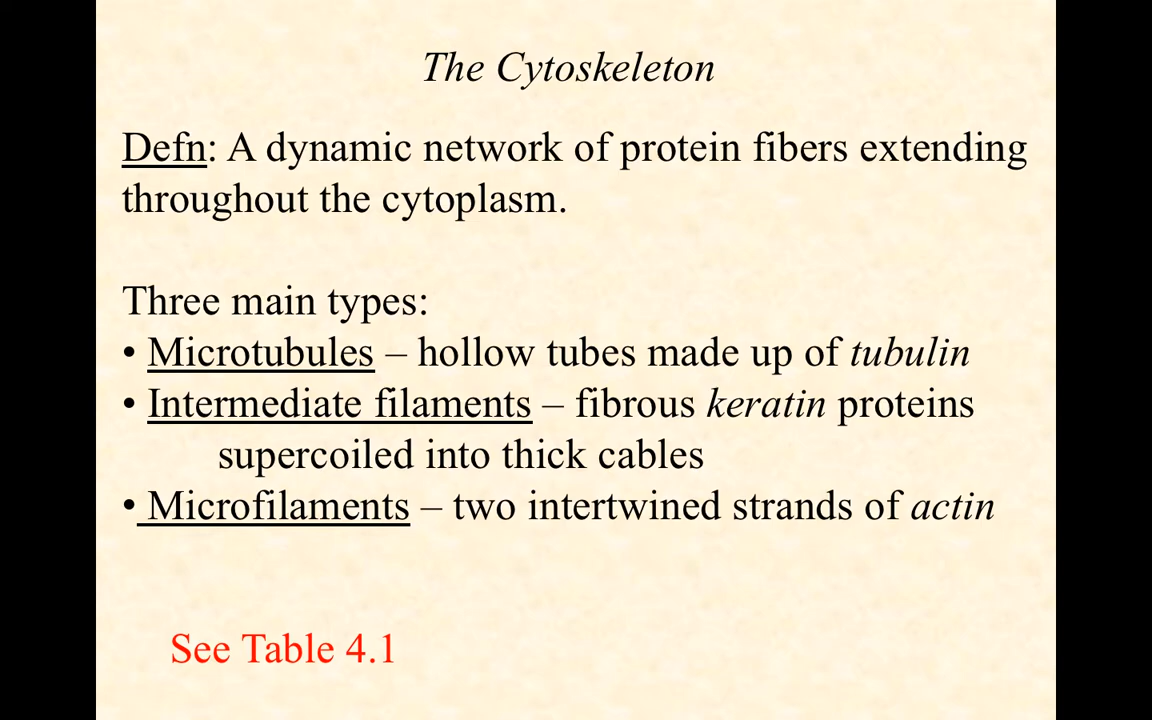 The Cytoskeleton
Defn: A dynamic network of protein fibers extending
throughout the cytoplasm.
Three main types:
• Microtubules – hollow tubes made up of tubulin
• Intermediate filaments – fibrous keratin proteins
supercoiled into thick cables
• Microfilaments – two intertwined strands of actin
See Table 4.1